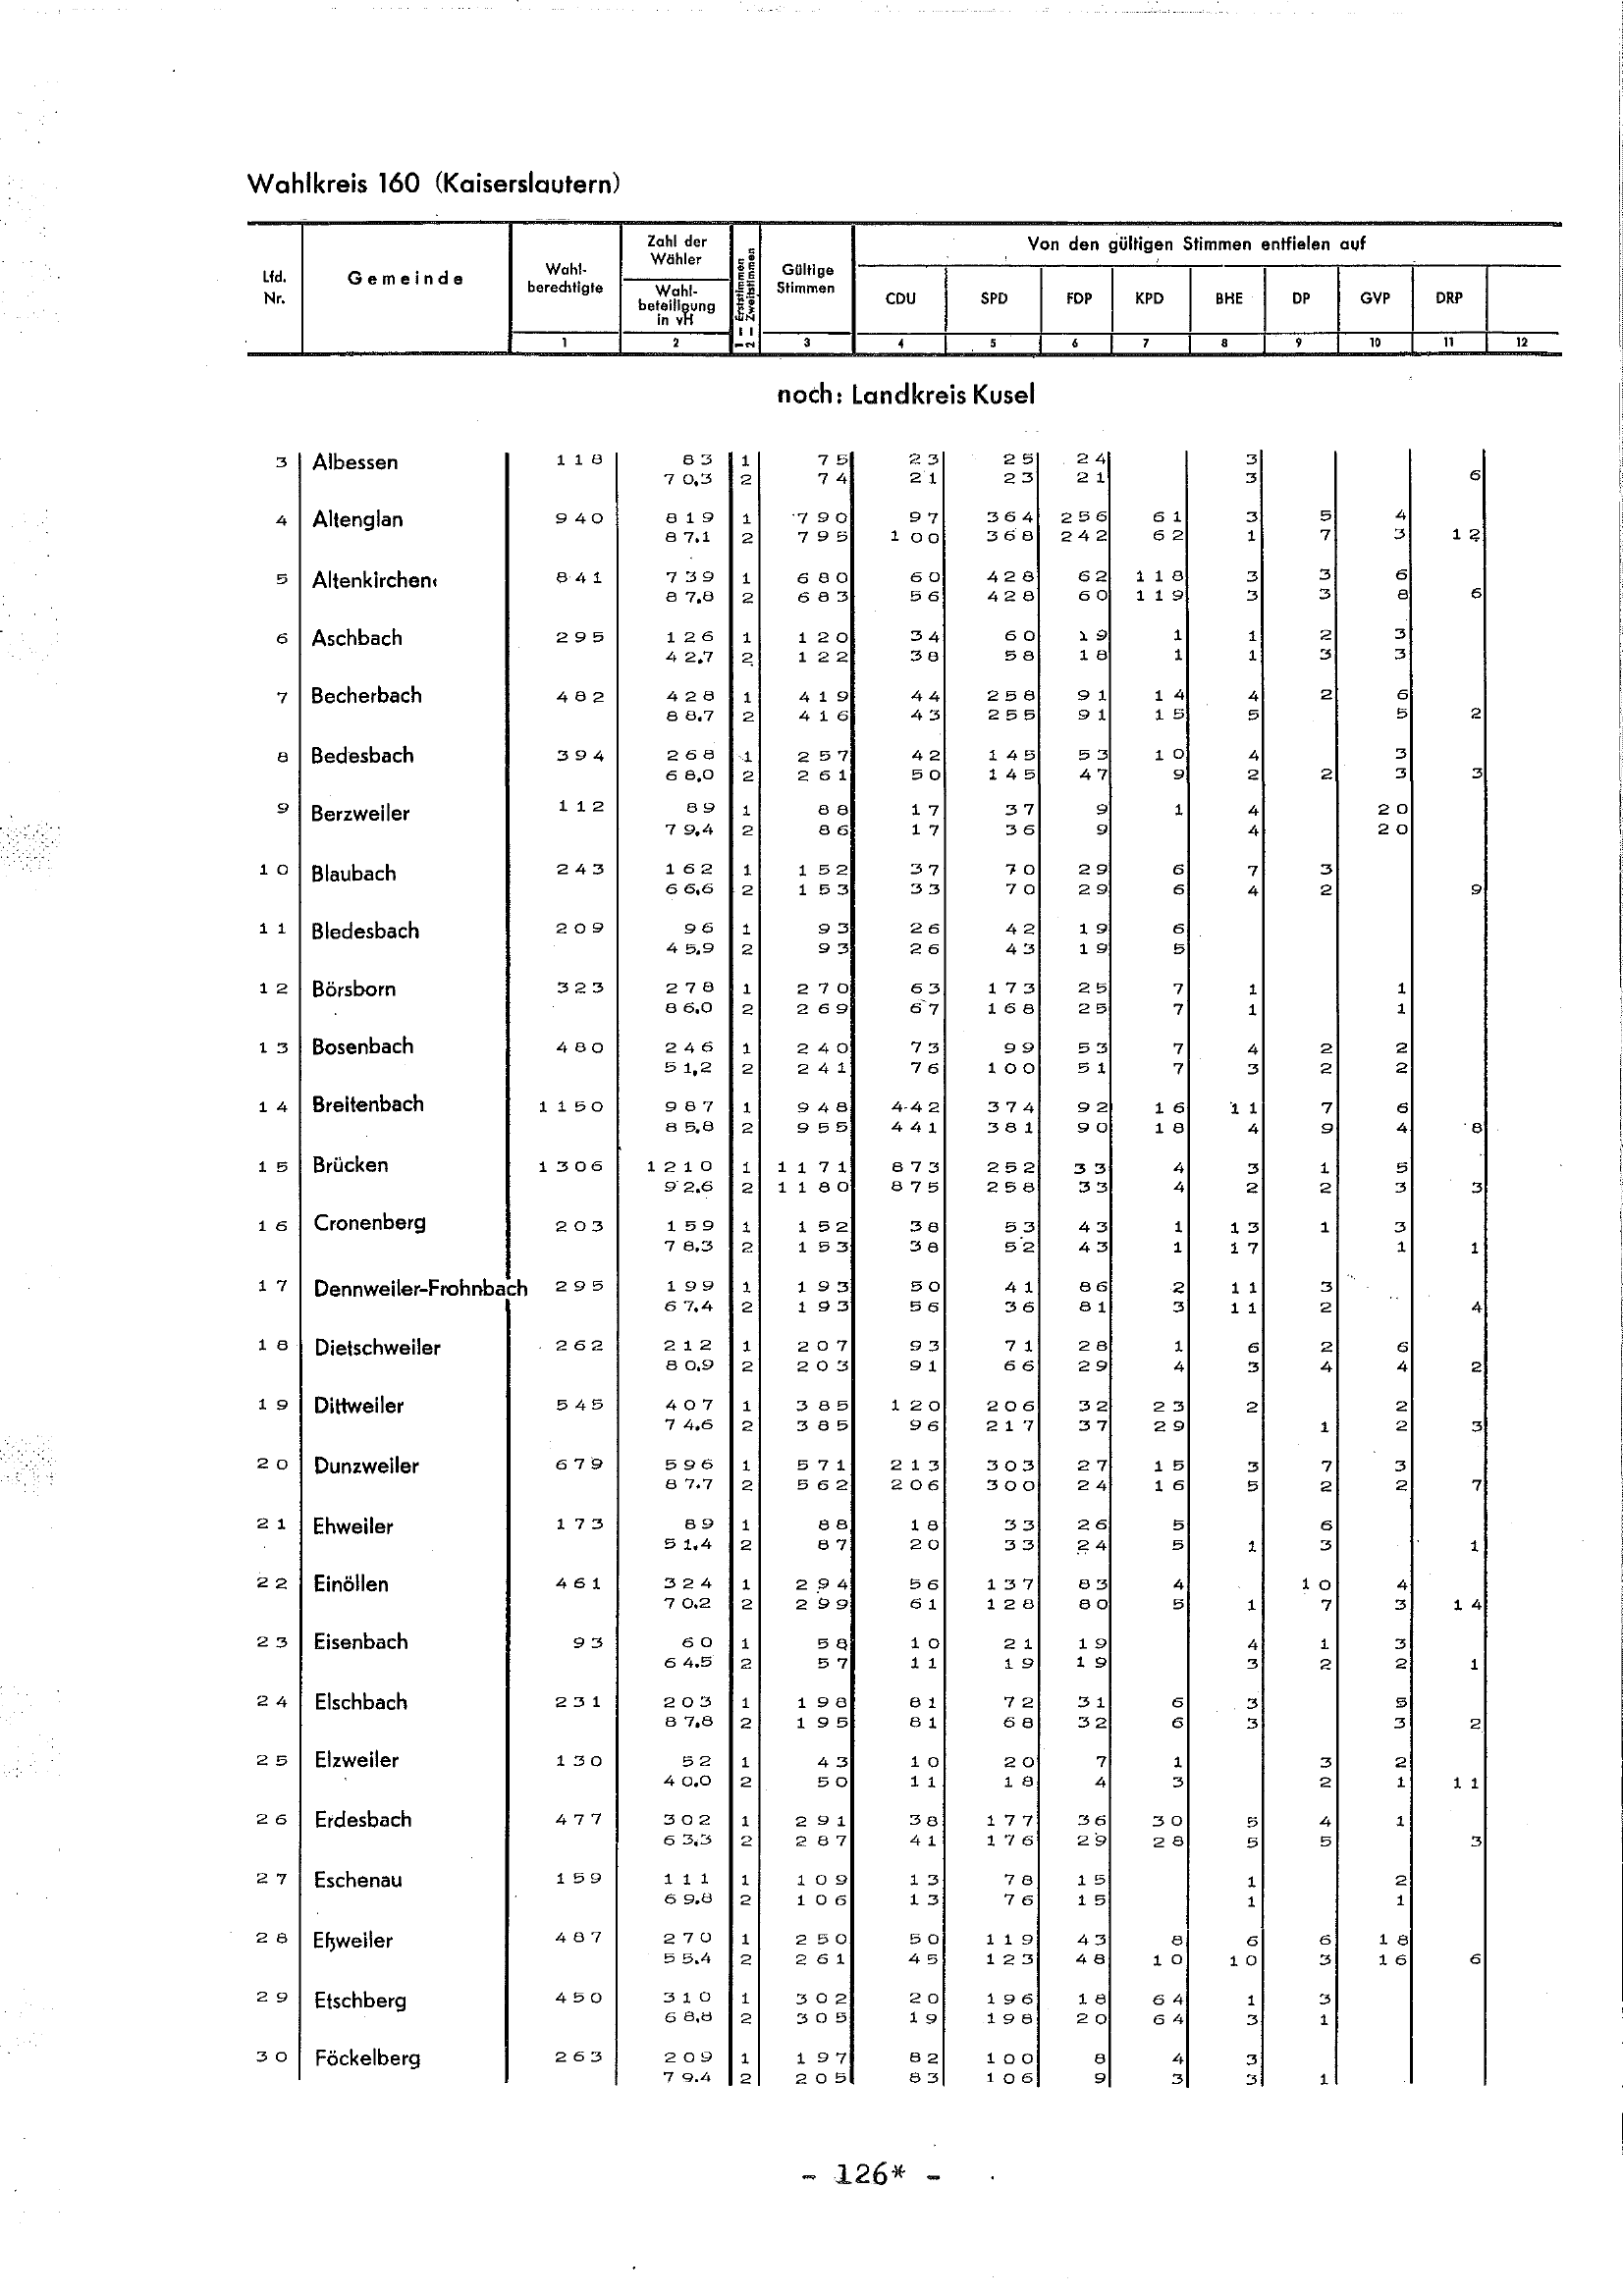 Wahlkreis 160 (Kaiserslautern)
Lfd. Nr. | Gemeinde | Wahl-berechtigte | Zahl der Wähler | Wahl-beteiligung in vH | 1 = Erststimmen 2 = Zweitstimmen | Gültige Stimmen | Von den gültigen Stimmen entfielen auf
CDU SPD FDP KPD BHE DP GVP DRP
1 2 3 4 5 6 7 8 9 10 11 12
noch: Landkreis Kusel
3 Albessen 118 83 1 75 23 25 24 3
70,3 2 74 21 23 21 3 6
4 Altenglan 940 819 1 790 97 364 256 61 3 5 4
87.1 2 795 100 368 242 62 1 7 3 12
5 Altenkirchen 841 739 1 680 60 428 62 118 3 3 6
87,8 2 683 56 428 60 119 3 3 8 6
6 Aschbach 295 126 1 120 34 60 19 1 1 2 3
42.7 2 122 38 58 18 1 1 3 3
7 Becherbach 482 428 1 419 44 258 91 14 4 2 6
88.7 2 416 43 255 91 15 5 5 2
8 Bedesbach 394 268 1 257 42 145 53 10 4 3
68,0 2 261 50 145 47 9 2 2 3 3
9 Berzweiler 112 89 1 88 17 37 9 1 4 20
79.4 2 86 17 36 9 4 20
10 Blaubach 243 162 1 152 37 70 29 6 7 3
66,6 2 153 33 70 29 6 4 2 9
11 Bledesbach 209 96 1 93 26 42 19 6
45,9 2 93 26 43 19 5
12 Börsborn 323 278 1 270 63 173 25 7 1 1
86,0 2 269 67 168 25 7 1 1
13 Bosenbach 480 246 1 240 73 99 53 7 4 2 2
51,2 2 241 76 100 51 7 3 2 2
14 Breitenbach 1150 987 1 948 442 374 92 16 11 7 6
85,8 2 955 441 381 90 18 4 9 4 8
15 Brücken 1306 1210 1 1171 873 252 33 4 3 1 5
92.6 2 1180 875 258 33 4 2 2 3 3
16 Cronenberg 203 159 1 152 38 53 43 1 13 1 3
78,3 2 153 38 52 43 1 17 1 1
17 Dennweiler-Frohnbach 295 199 1 193 50 41 86 2 11 3
67.4 2 193 56 36 81 3 11 2 4
18 Dietschweiler 262 212 1 207 93 71 28 1 6 2 6
80,9 2 203 91 66 29 4 3 4 4 2
19 Dittweiler 545 407 1 385 120 206 32 23 2 2
74.6 2 385 96 217 37 29 1 2 3
20 Dunzweiler 679 596 1 571 213 303 27 15 3 7 3
87.7 2 562 206 300 24 16 5 2 2 7
21 Ehweiler 173 89 1 88 18 33 26 5 6
51.4 2 87 20 33 24 5 1 3 1
22 Einöllen 461 324 1 294 56 137 83 4 10 4
70.2 2 299 61 128 80 5 1 7 3 14
23 Eisenbach 93 60 1 58 10 21 19 4 1 3
64.5 2 57 11 19 19 3 2 2 1
24 Elschbach 231 203 1 198 81 72 31 6 3 5
87,8 2 195 81 68 32 6 3 3 2
25 Elzweiler 130 52 1 43 10 20 7 1 3 2
40,0 2 50 11 18 4 3 2 1 11
26 Erdesbach 477 302 1 291 38 177 36 30 5 4 1
63,3 2 287 41 176 29 28 5 5 3
27 Eschenau 159 111 1 109 13 78 15 1 2
69.8 2 106 13 76 15 1 1
28 Eßweiler 487 270 1 250 50 119 43 8 6 6 18
55.4 2 261 45 123 48 10 10 3 16 6
29 Etschberg 450 310 1 302 20 196 18 64 1 3
68,8 2 305 19 198 20 64 3 1
30 Föckelberg 263 209 1 197 82 100 8 4 3
79.4 2 205 83 106 9 3 3 1
- 126* -